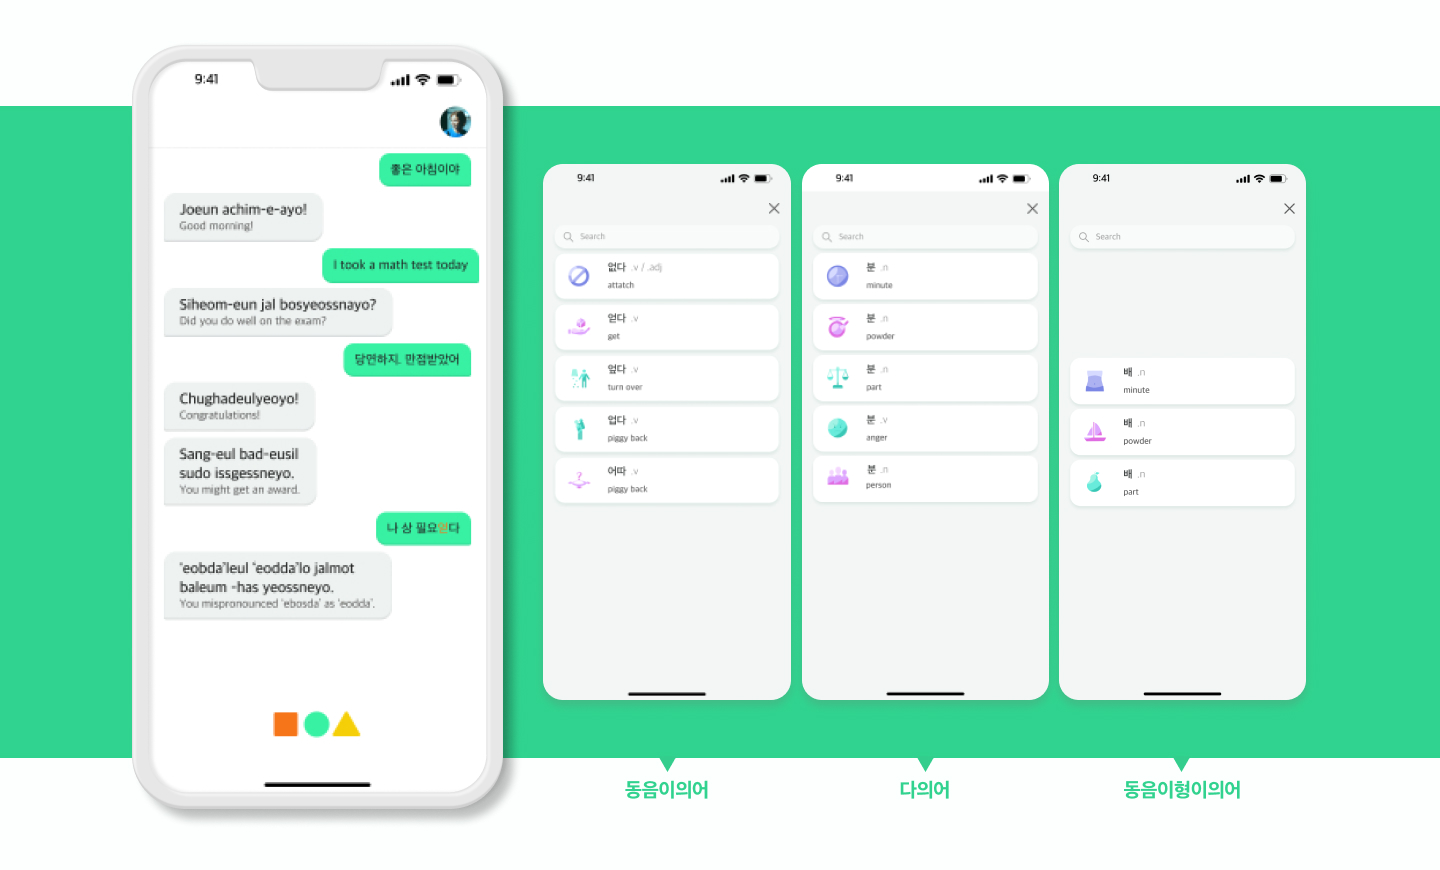 9:41
좋은 아침이야
Joeun achim-e-ayo!
Good morning!
I took a math test today
Siheom-eun jal bosyeossnayo?
Did you do well on the exam?
당연하지. 만점받았어
Chughadeulyeoyo!
Congratulations!
Sang-eul bad-eusil
sudo issgessneyo.
You might get an award.
나 상 필요얻다
'eobda'leul 'eodda'lo jalmot
baleum -has yeossneyo.
You mispronounced 'ebosda' as 'eodda'.
9:41
Search
없다 .v / .adj
attatch
얻다 .v
get
엎다 .v
turn over
업다 .v
piggy back
어따 .v
piggy back
동음이의어
9:41
Search
분 .n
minute
분 .n
powder
분 .n
part
분 .v
anger
분 .n
person
다의어
9:41
Search
배 .n
minute
배 .n
powder
배 .n
part
동음이형이의어